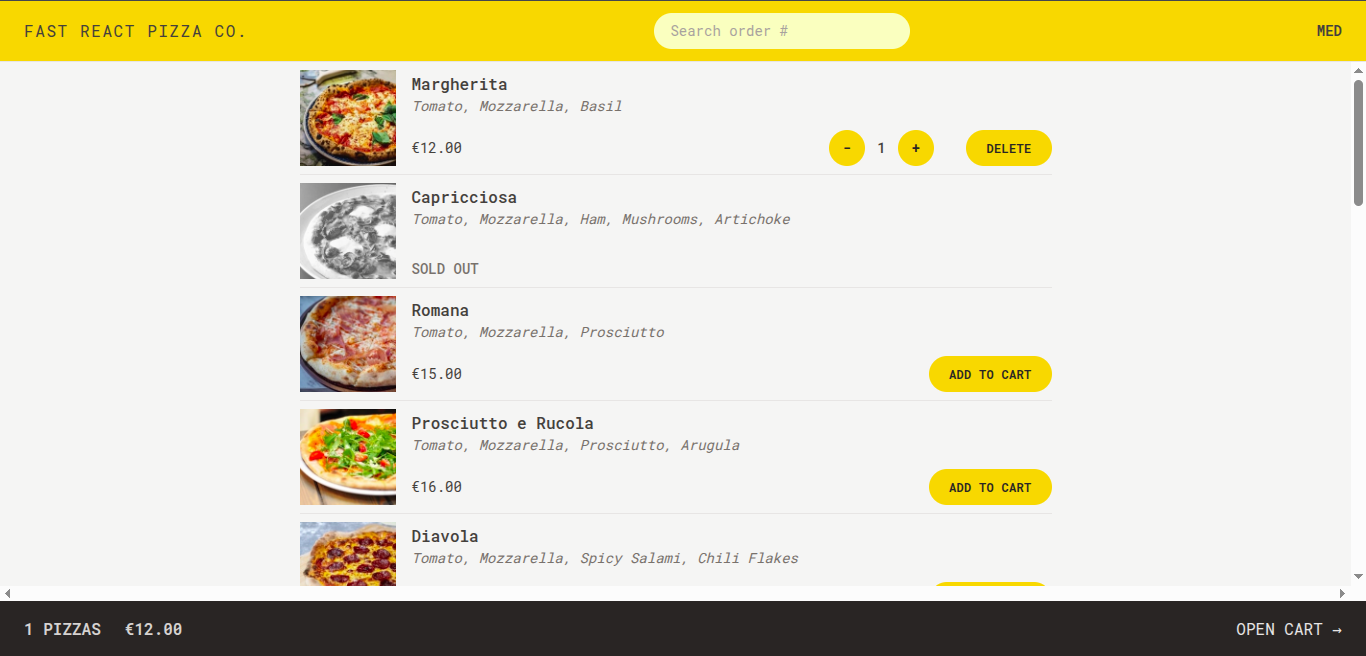 FAST REACT PIZZA CO.
Search order #
MED
Margherita
Tomato, Mozzarella, Basil
€12.00
- 1 + DELETE
Capricciosa
Tomato, Mozzarella, Ham, Mushrooms, Artichoke
SOLD OUT
Romana
Tomato, Mozzarella, Prosciutto
€15.00
ADD TO CART
Prosciutto e Rucola
Tomato, Mozzarella, Prosciutto, Arugula
€16.00
ADD TO CART
Diavola
Tomato, Mozzarella, Spicy Salami, Chili Flakes
1 PIZZAS €12.00
OPEN CART →